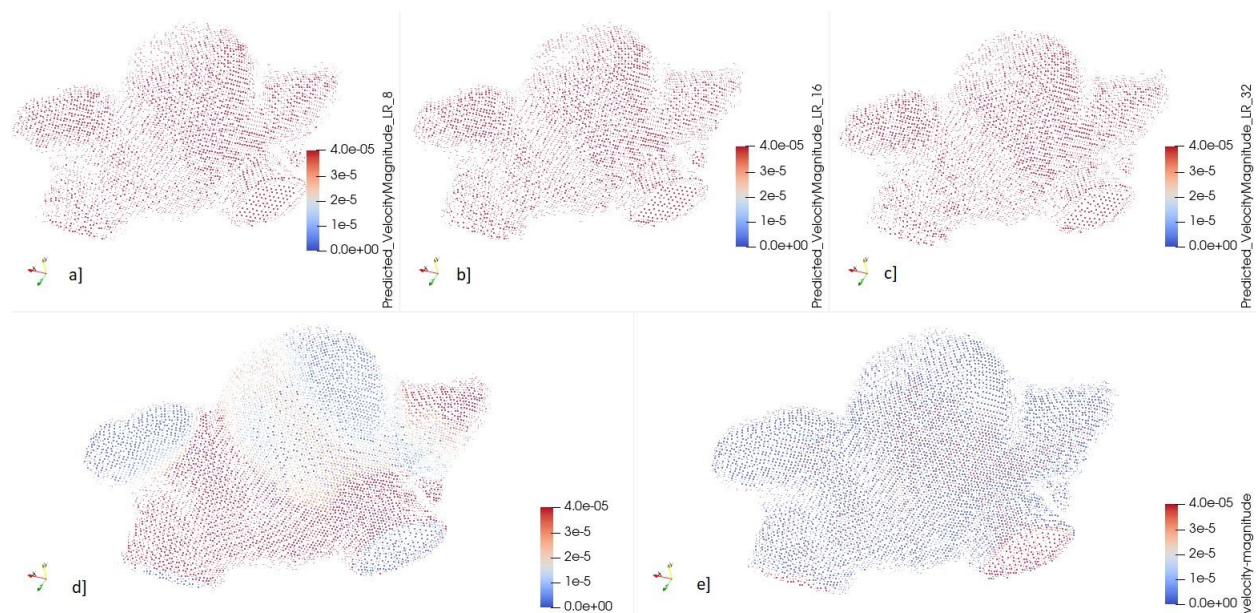 4.0e-05
3e-5
2e-5
1e-5
0.0e+00
Predicted_VelocityMagnitude_LR_8
a]
4.0e-05
3e-5
2e-5
1e-5
0.0e+00
Predicted_VelocityMagnitude_LR_16
b]
4.0e-05
3e-5
2e-5
1e-5
0.0e+00
Predicted_VelocityMagnitude_LR_32
c]
4.0e-05
3e-5
2e-5
1e-5
0.0e+00
d]
4.0e-05
3e-5
2e-5
1e-5
0.0e+00
velocity-magnitude
e]